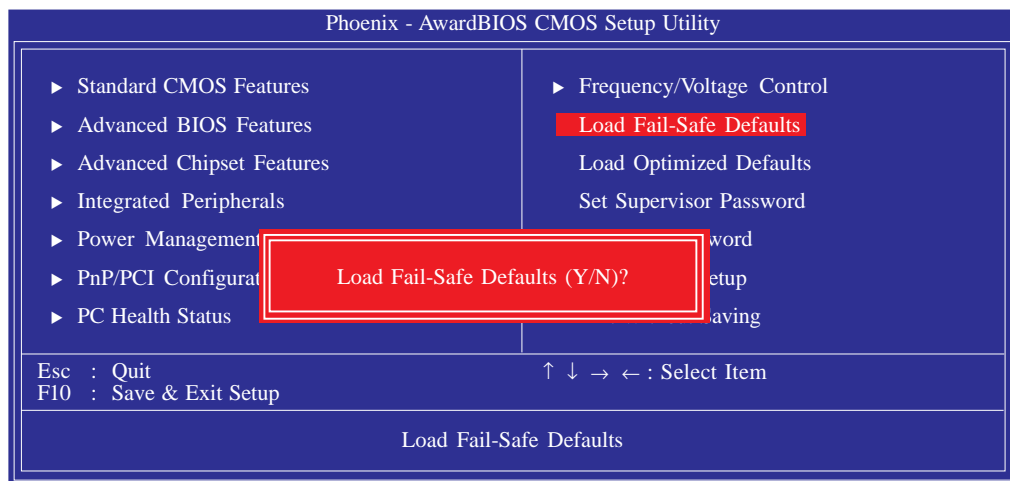 Phoenix - AwardBIOS CMOS Setup Utility
▶ Standard CMOS Features
▶ Advanced BIOS Features
▶ Advanced Chipset Features
▶ Integrated Peripherals
▶ Power Management
▶ PnP/PCI Configurat
▶ PC Health Status
▶ Frequency/Voltage Control
Load Fail-Safe Defaults
Load Optimized Defaults
Set Supervisor Password
word
etup
aving
Load Fail-Safe Defaults (Y/N)?
Esc : Quit
F10 : Save & Exit Setup
↑ ↓ → ← : Select Item
Load Fail-Safe Defaults